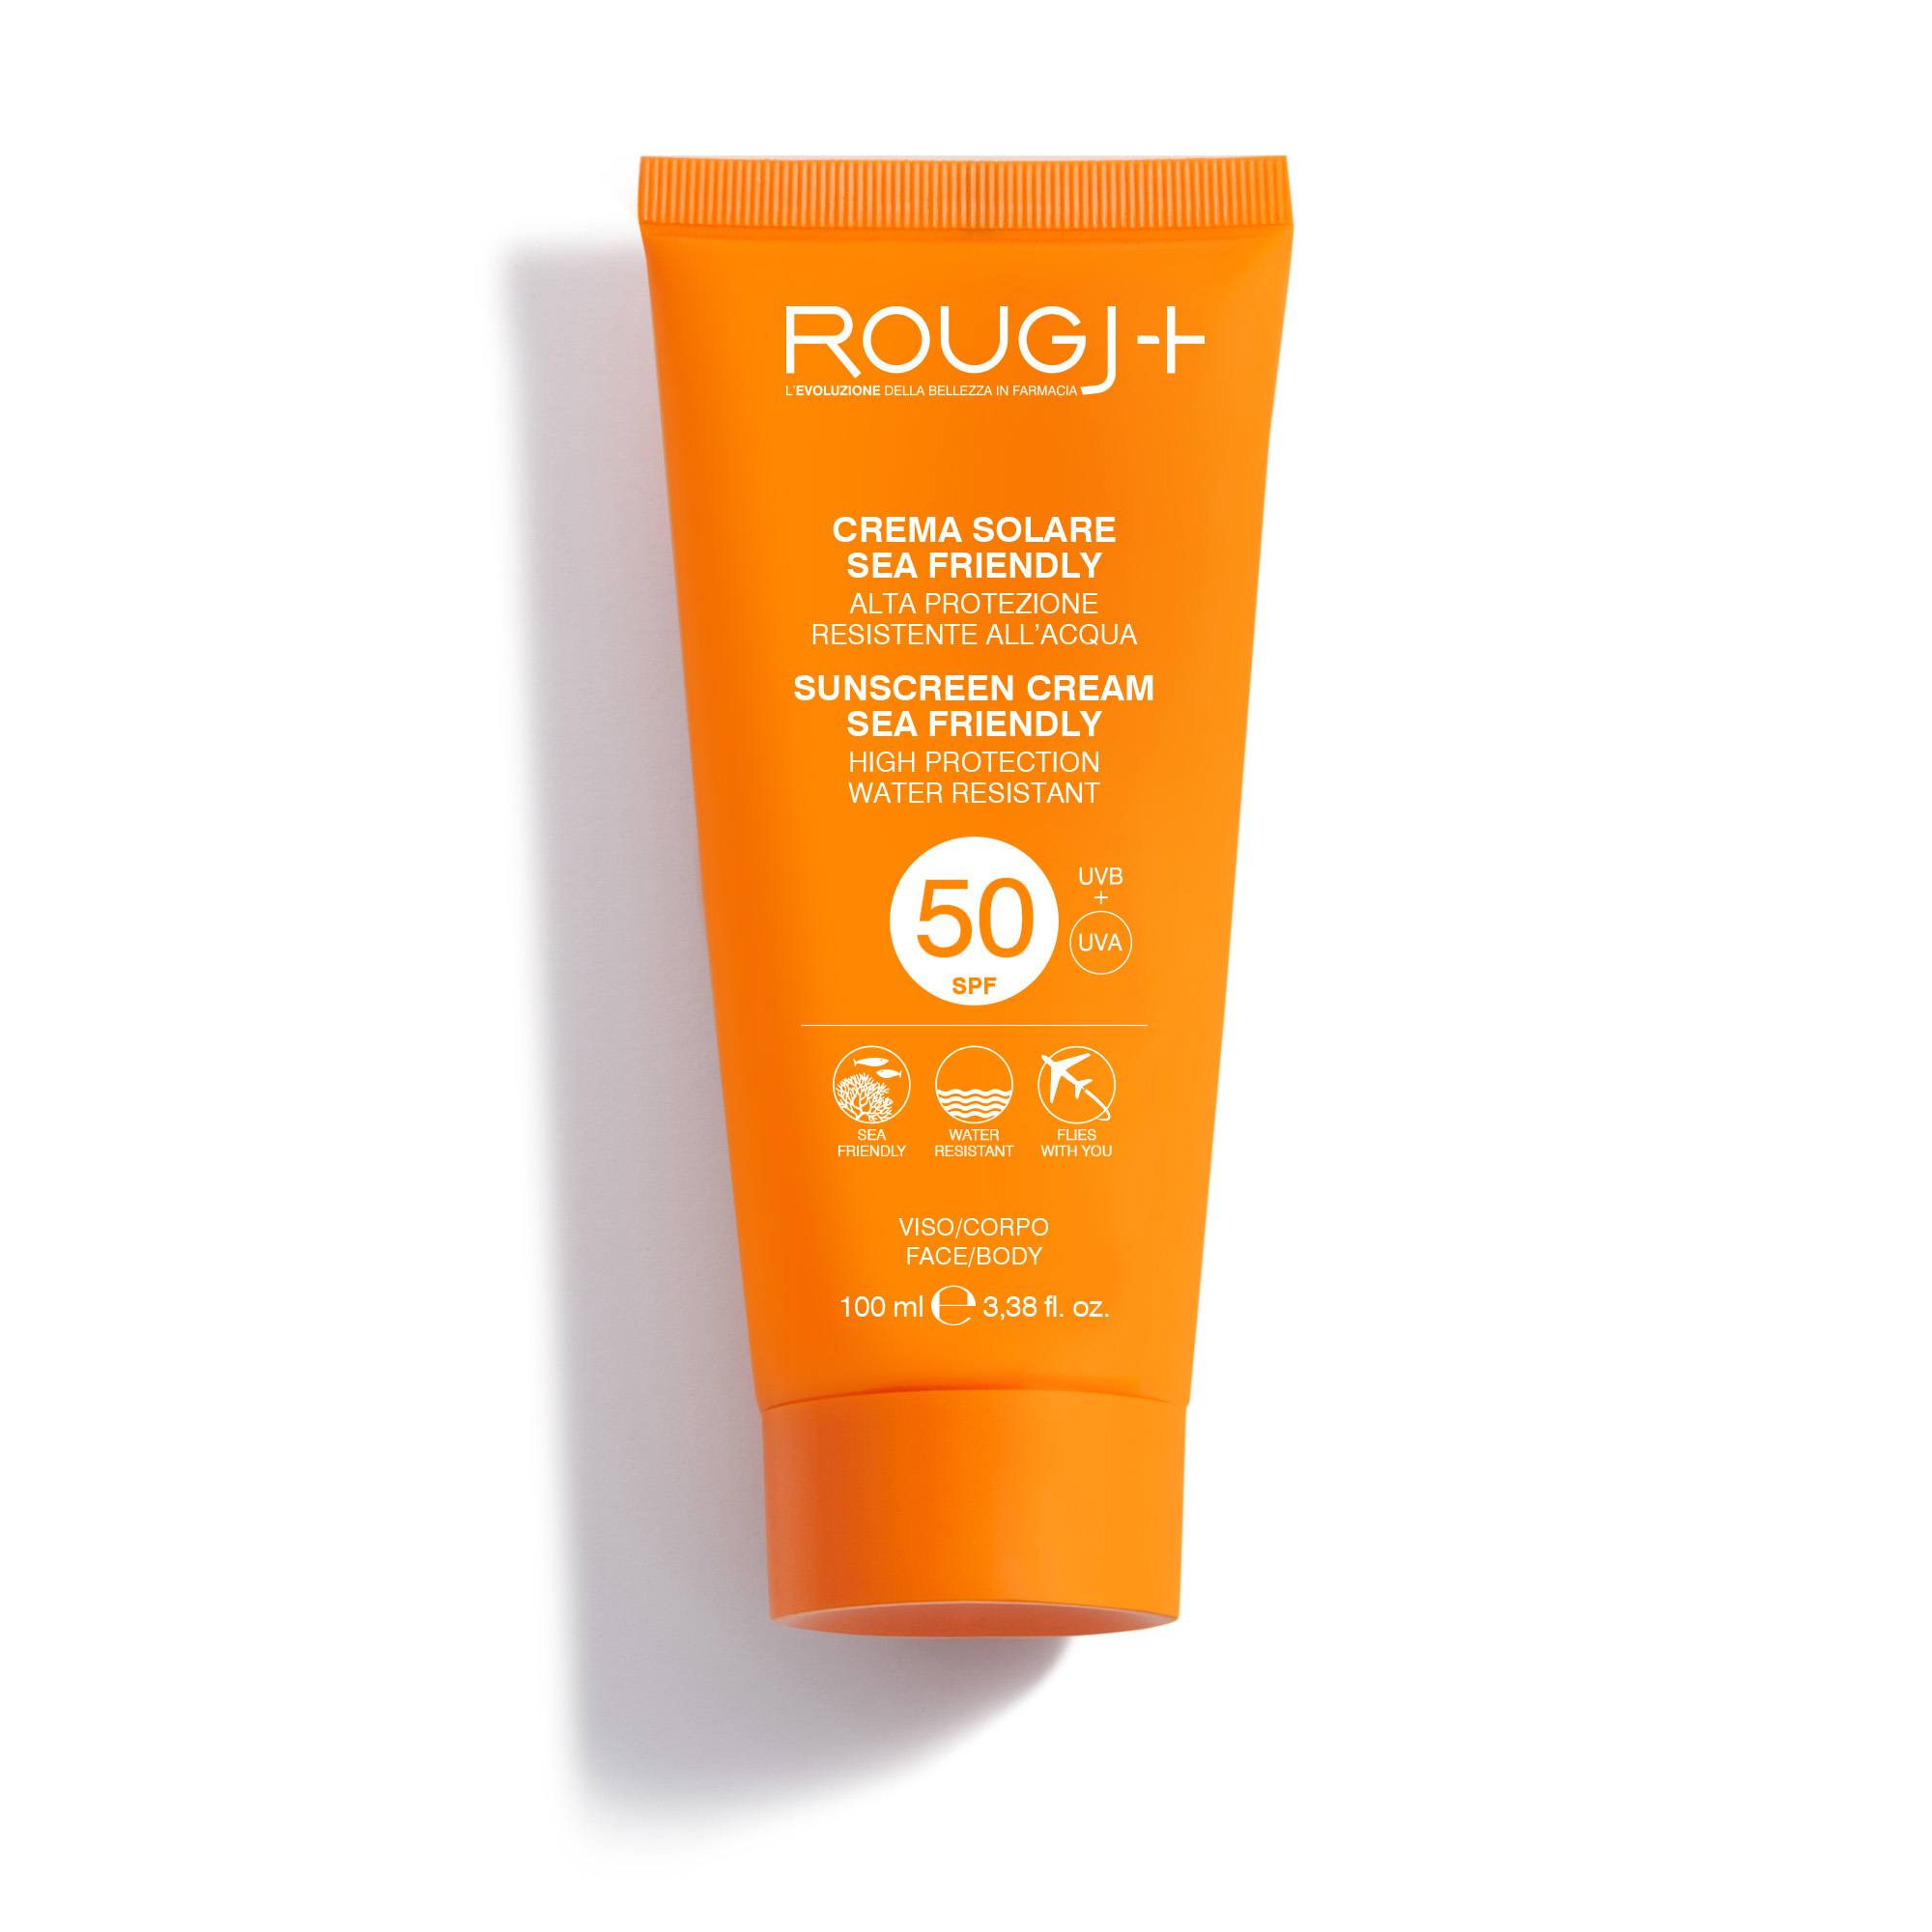 ROUGJ+
L'EVOLUZIONE DELLA BELLEZZA IN FARMACIA
CREMA SOLARE
SEA FRIENDLY
ALTA PROTEZIONE
RESISTENTE ALL'ACQUA
SUNSCREEN CREAM
SEA FRIENDLY
HIGH PROTECTION
WATER RESISTANT
50
SPF
UVB
+
UVA
SEA
FRIENDLY
WATER
RESISTANT
FLIES
WITH YOU
VISO/CORPO
FACE/BODY
100 ml ℮ 3,38 fl. oz.